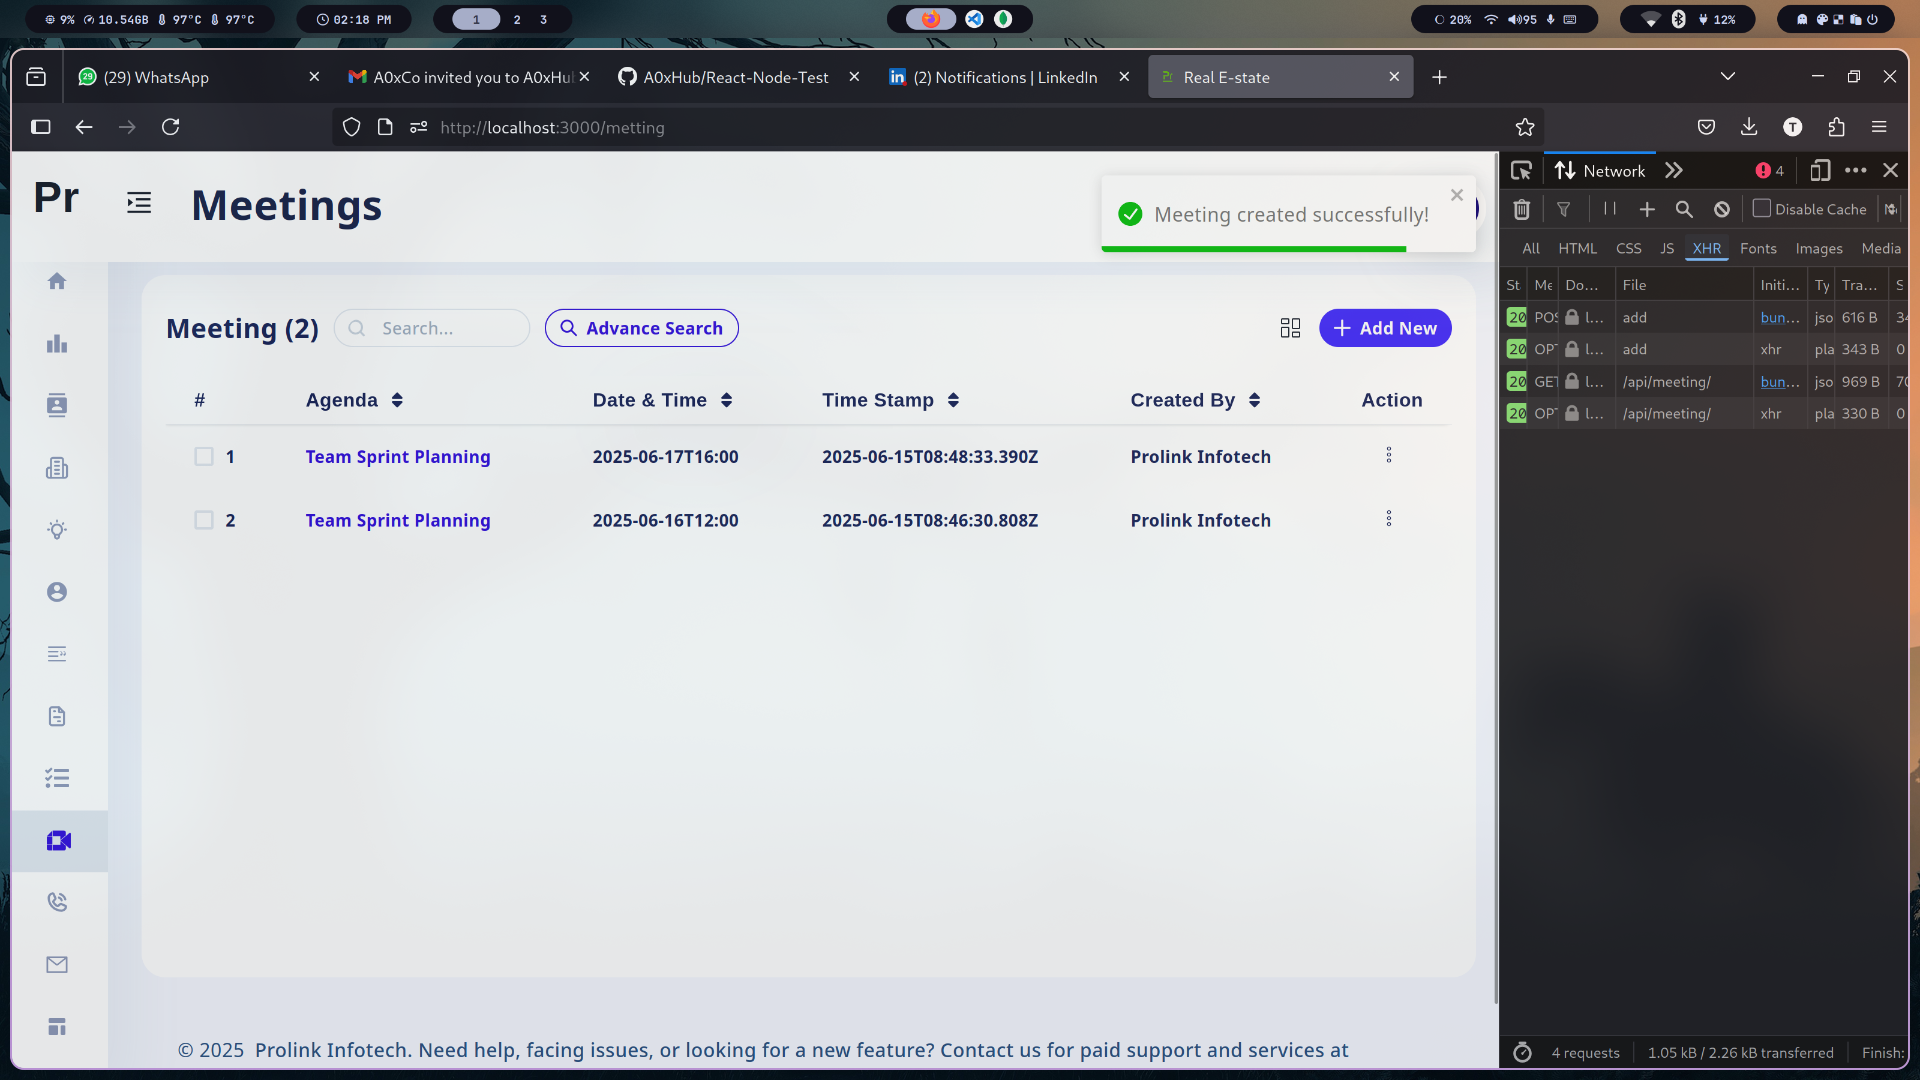 9% 10.54GB 97°C 97°C
02:18 PM
1 2 3
20% 95
12%
(29) WhatsApp
A0xCo invited you to A0xHu
A0xHub/React-Node-Test
(2) Notifications | LinkedIn
Real E-state
http://localhost:3000/metting
T
Pr
Meetings
Meeting created successfully!
Meeting (2)
Search...
Advance Search
Add New
# Agenda Date & Time Time Stamp Created By Action
1 Team Sprint Planning 2025-06-17T16:00 2025-06-15T08:48:33.390Z Prolink Infotech
2 Team Sprint Planning 2025-06-16T12:00 2025-06-15T08:46:30.808Z Prolink Infotech
© 2025 Prolink Infotech. Need help, facing issues, or looking for a new feature? Contact us for paid support and services at
Network
4
Disable Cache
All HTML CSS JS XHR Fonts Images Media
St Me Do... File Initi... Ty Tra... S
20 POS l... add bun... jso 616 B 34
20 OPT l... add xhr pla 343 B 0
20 GET l... /api/meeting/ bun... jso 969 B 70
20 OPT l... /api/meeting/ xhr pla 330 B 0
4 requests 1.05 kB / 2.26 kB transferred Finish: